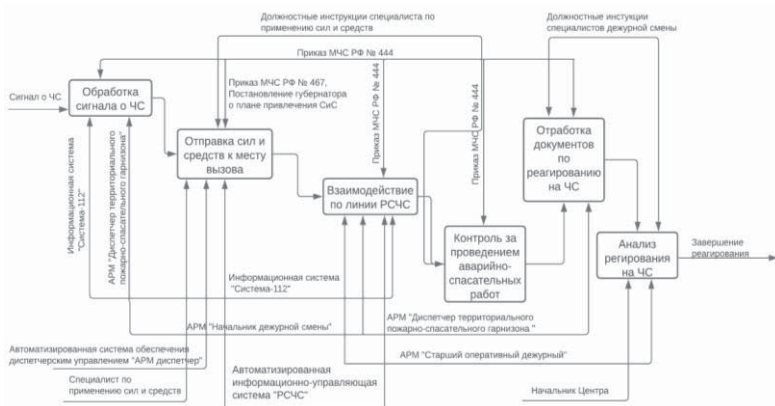 Должностные инструкции специалиста по
применению сил и средств
Должностные инстукции
специалистов дежурной смены
Приказ МЧС РФ № 444
Сигнал о ЧС
Обработка
сигнала о ЧС
Приказ МЧС РФ № 467,
Постановление губернатора
о плане привлечения СиС
Приказ МЧС РФ № 444
Приказ МЧС РФ № 444
Отправка сил и
средств к месту
вызова
Отработка
документов
по
реагированию
на ЧС
Информационная система
"Система-112"
АРМ "Диспетчер территориального
пожарно-спасательного гарнизона"
Взаимодействие
по линии РСЧС
Контроль за
проведением
аварийно-
спасательных
работ
Анализ
регирования
на ЧС
Завершение
реагирования
Информационная система
"Система-112"
АРМ "Начальник дежурной смены"
АРМ "Диспетчер территориального
пожарно-спасательного гарнизона "
Автоматизированная система обеспечения
диспетчерским управлением "АРМ диспетчер"
АРМ "Старший оперативный дежурный"
Специалист по
применению сил и средств
Автоматизированная
информационно-управляющая
система "РСЧС"
Начальник Центра